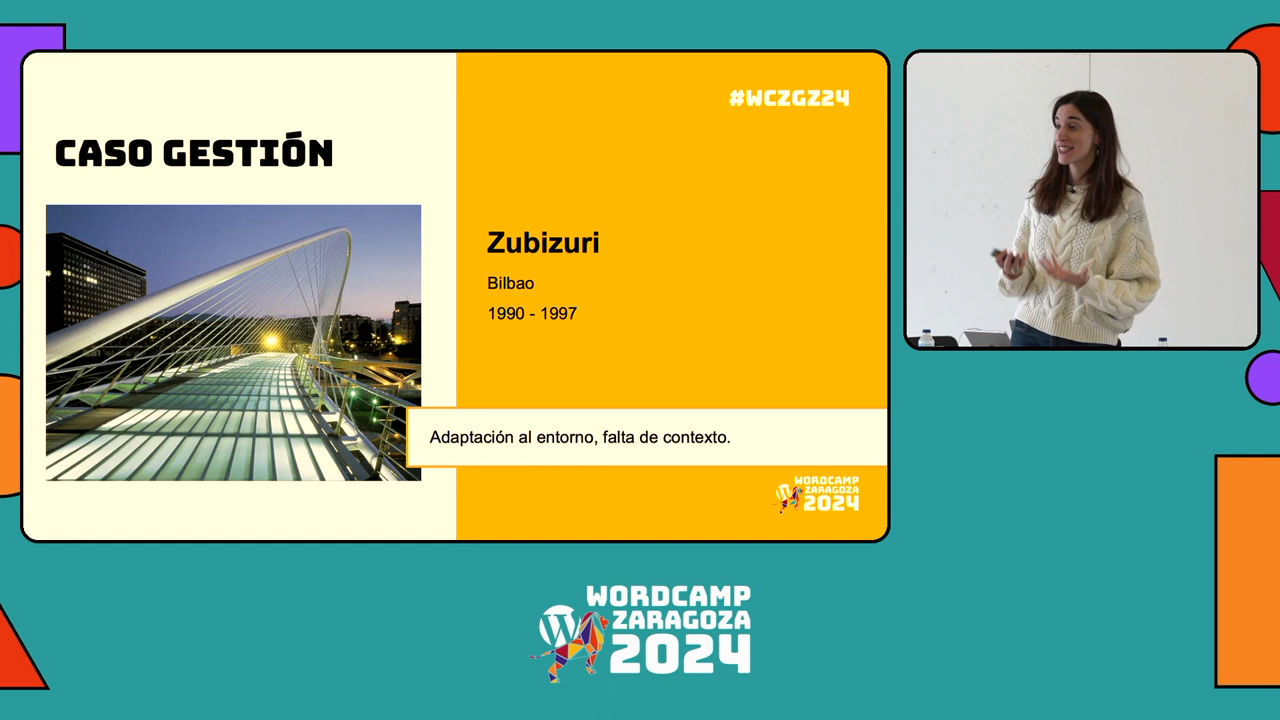 #WCZGZ24
CASO GESTIÓN
Zubizuri
Bilbao
1990 - 1997
Adaptación al entorno, falta de contexto.
WORDCAMP
ZARAGOZA
2024
WORDCAMP
ZARAGOZA
2024